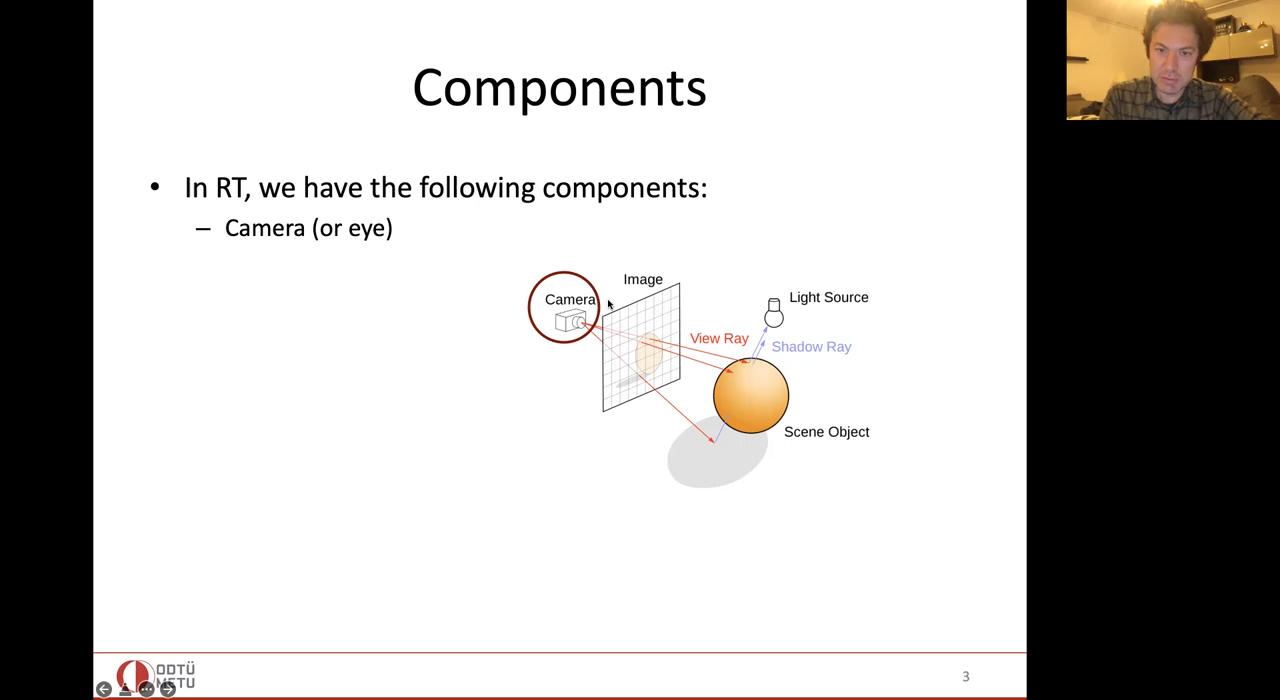 Components
• In RT, we have the following components:
– Camera (or eye)
Image
Camera
Light Source
View Ray
Shadow Ray
Scene Object
ODTÜ
METU
3